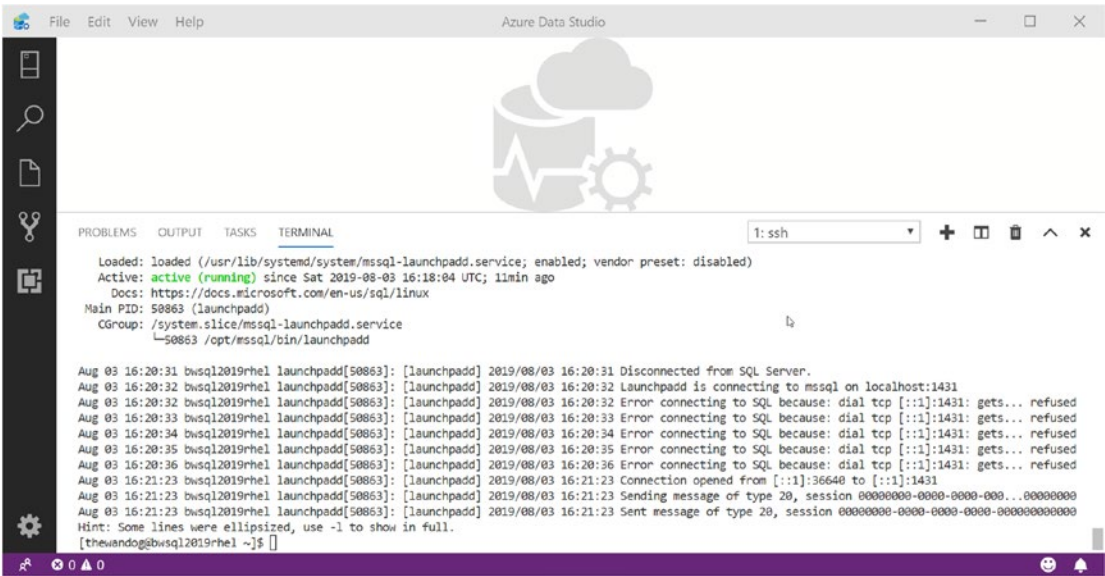 File Edit View Help Azure Data Studio
PROBLEMS OUTPUT TASKS TERMINAL 1: ssh
Loaded: loaded (/usr/lib/systemd/system/mssql-launchpadd.service; enabled; vendor preset: disabled)
Active: active (running) since Sat 2019-08-03 16:18:04 UTC; 11min ago
Docs: https://docs.microsoft.com/en-us/sql/linux
Main PID: 50863 (launchpadd)
CGroup: /system.slice/mssql-launchpadd.service
└─50863 /opt/mssql/bin/launchpadd
Aug 03 16:20:31 bwsql2019rhel launchpadd[50863]: [launchpadd] 2019/08/03 16:20:31 Disconnected from SQL Server.
Aug 03 16:20:32 bwsql2019rhel launchpadd[50863]: [launchpadd] 2019/08/03 16:20:32 Launchpadd is connecting to mssql on localhost:1431
Aug 03 16:20:32 bwsql2019rhel launchpadd[50863]: [launchpadd] 2019/08/03 16:20:32 Error connecting to SQL because: dial tcp [::1]:1431: gets... refused
Aug 03 16:20:33 bwsql2019rhel launchpadd[50863]: [launchpadd] 2019/08/03 16:20:33 Error connecting to SQL because: dial tcp [::1]:1431: gets... refused
Aug 03 16:20:34 bwsql2019rhel launchpadd[50863]: [launchpadd] 2019/08/03 16:20:34 Error connecting to SQL because: dial tcp [::1]:1431: gets... refused
Aug 03 16:20:35 bwsql2019rhel launchpadd[50863]: [launchpadd] 2019/08/03 16:20:35 Error connecting to SQL because: dial tcp [::1]:1431: gets... refused
Aug 03 16:20:36 bwsql2019rhel launchpadd[50863]: [launchpadd] 2019/08/03 16:20:36 Error connecting to SQL because: dial tcp [::1]:1431: gets... refused
Aug 03 16:21:23 bwsql2019rhel launchpadd[50863]: [launchpadd] 2019/08/03 16:21:23 Connection opened from [::1]:36640 to [::1]:1431
Aug 03 16:21:23 bwsql2019rhel launchpadd[50863]: [launchpadd] 2019/08/03 16:21:23 Sending message of type 20, session 00000000-0000-0000-000...00000000
Aug 03 16:21:23 bwsql2019rhel launchpadd[50863]: [launchpadd] 2019/08/03 16:21:23 Sent message of type 20, session 00000000-0000-0000-0000-000000000000
Hint: Some lines were ellipsized, use -l to show in full.
[thewandog@bwsql2019rhel ~]$
0 0